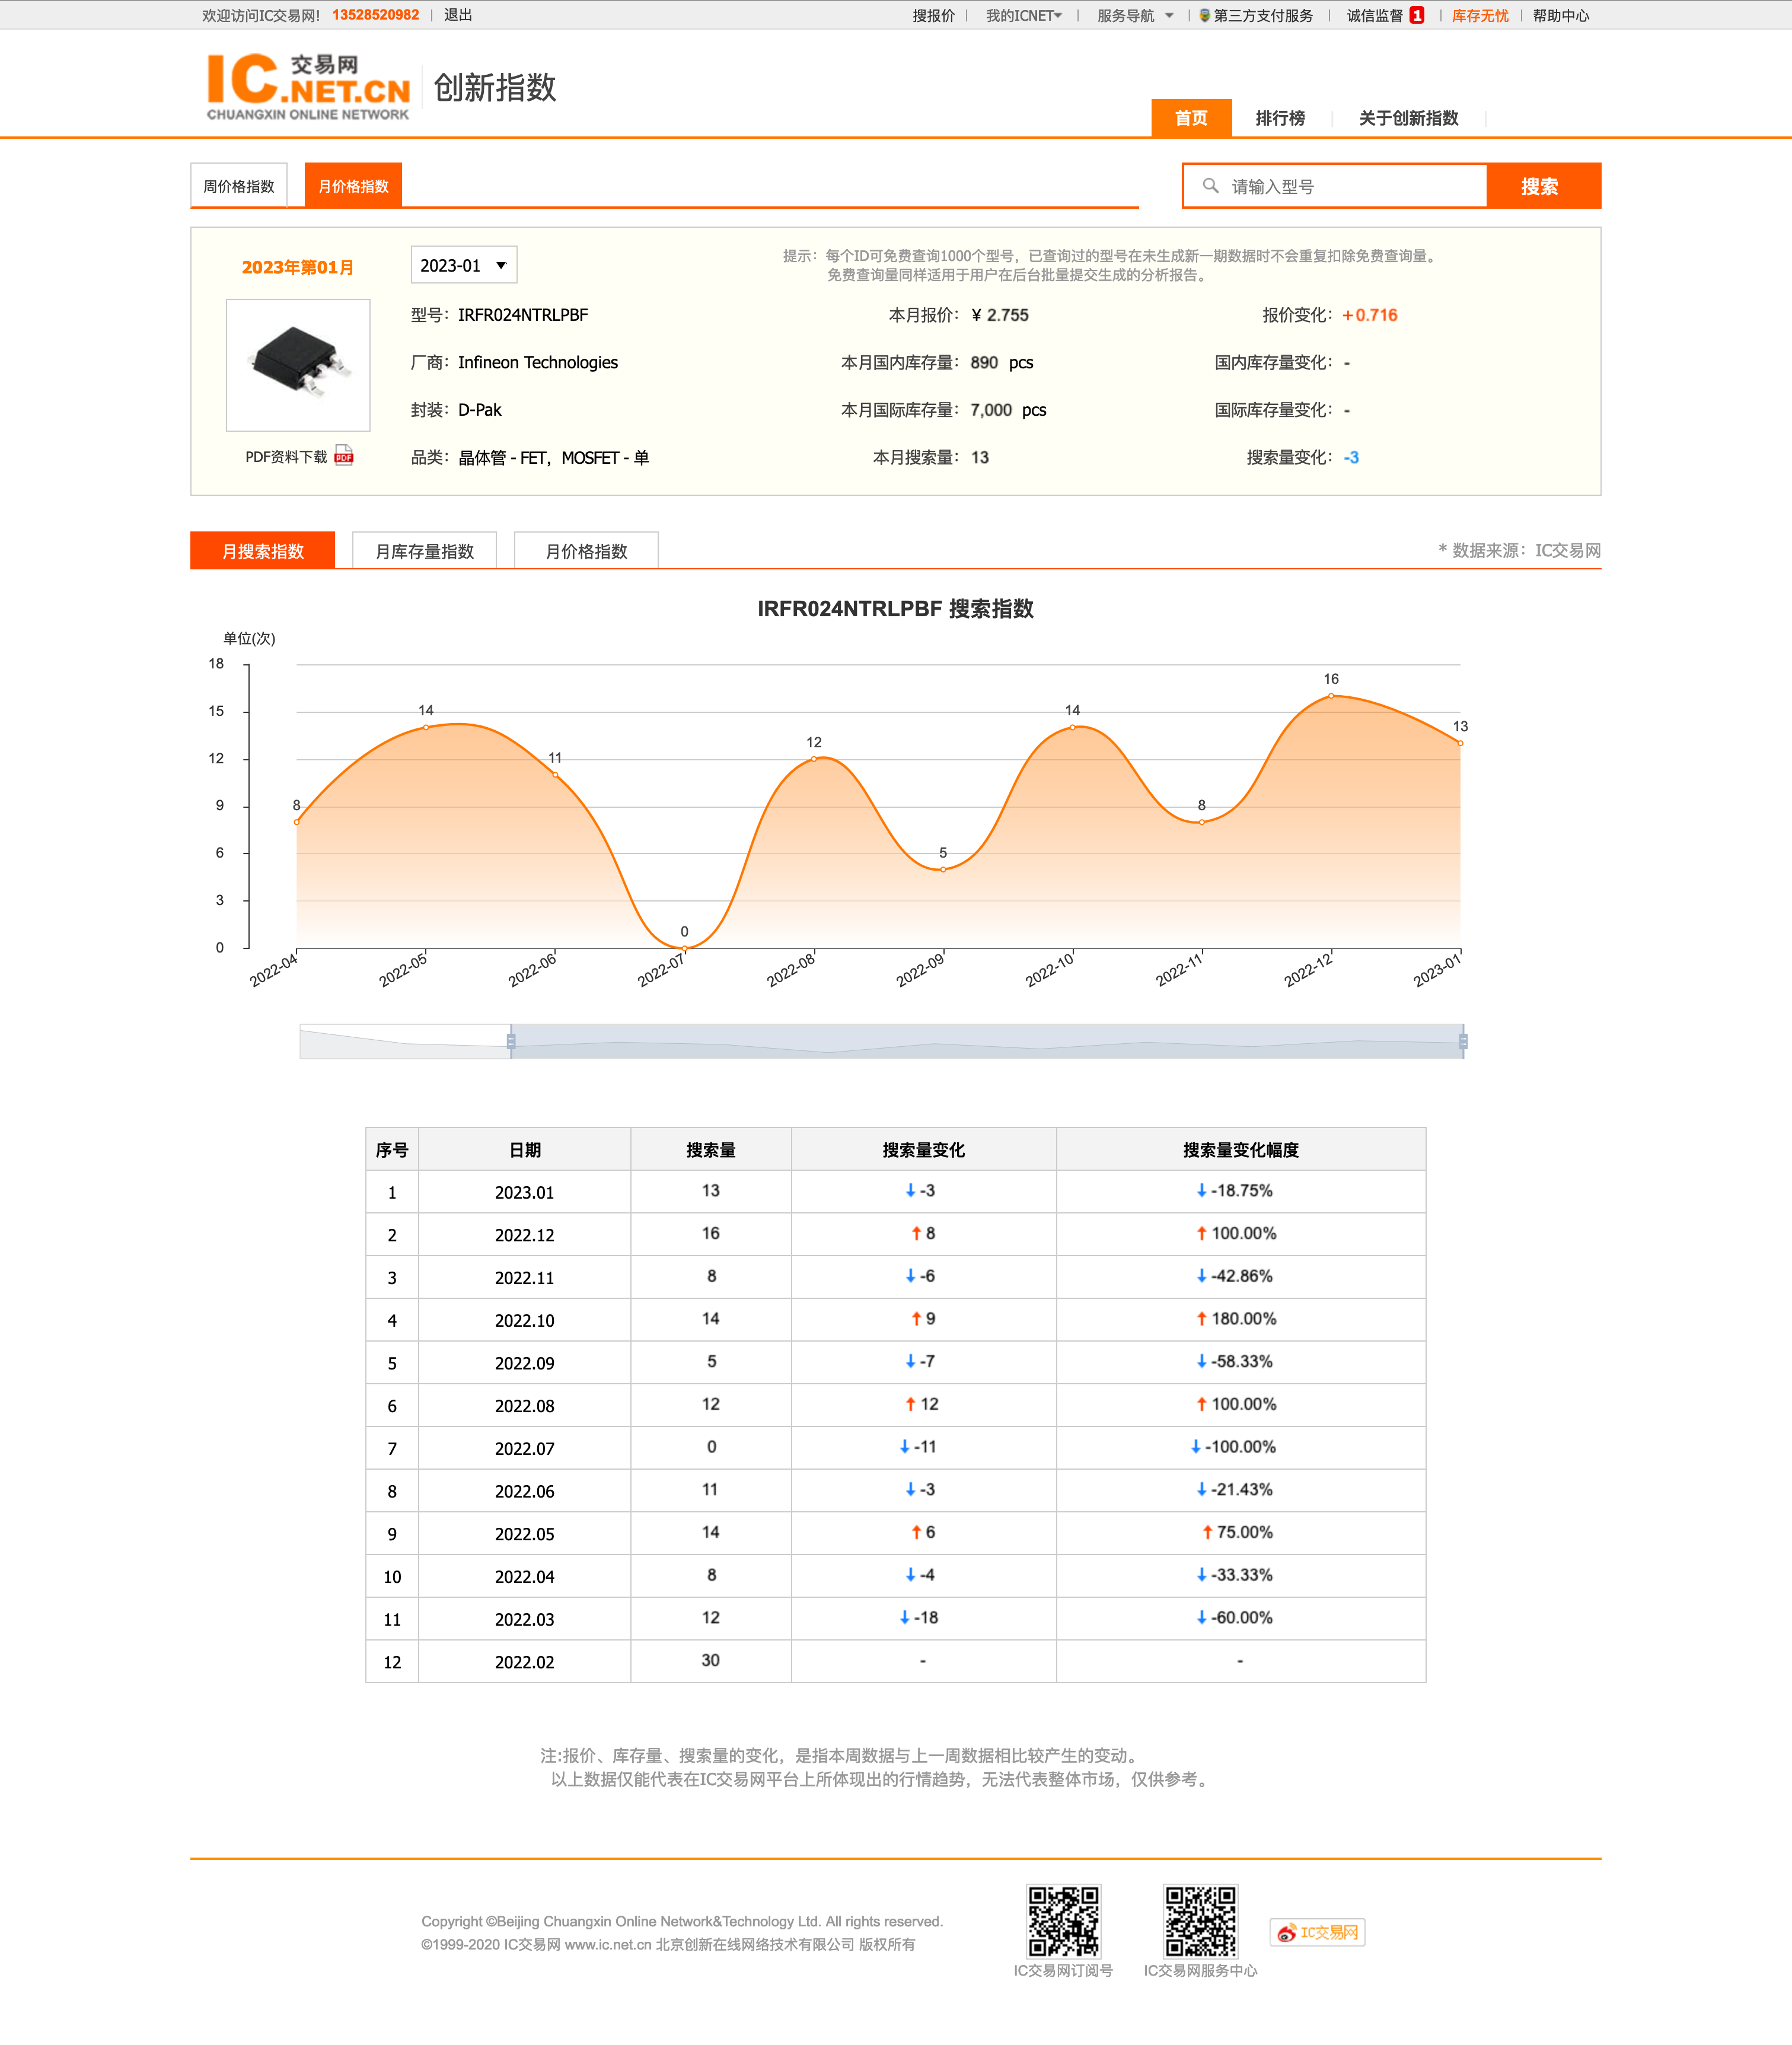 欢迎访问IC交易网! 13528520982 | 退出
搜报价 | 我的ICNET | 服务导航 | 第三方支付服务 | 诚信监督 1 | 库存无忧 | 帮助中心
IC.NET.CN 交易网
CHUANGXIN ONLINE NETWORK
创新指数
首页 排行榜 关于创新指数
周价格指数 月价格指数
请输入型号 搜索
2023年第01月 2023-01
提示：每个ID可免费查询1000个型号，已查询过的型号在未生成新一期数据时不会重复扣除免费查询量。
免费查询量同样适用于用户在后台批量提交生成的分析报告。
型号：IRFR024NTRLPBF 本月报价：¥ 2.755 报价变化：+0.716
厂商：Infineon Technologies 本月国内库存量：890 pcs 国内库存量变化：-
封装：D-Pak 本月国际库存量：7,000 pcs 国际库存量变化：-
PDF资料下载 PDF 品类：晶体管 - FET，MOSFET - 单 本月搜索量：13 搜索量变化：-3
月搜索指数 月库存量指数 月价格指数 * 数据来源：IC交易网
IRFR024NTRLPBF 搜索指数
单位(次)
18
15
12
9
6
3
0
8 14 11 0 12 5 14 8 16 13
2022-04 2022-05 2022-06 2022-07 2022-08 2022-09 2022-10 2022-11 2022-12 2023-01
序号 日期 搜索量 搜索量变化 搜索量变化幅度
1 2023.01 13 ↓-3 ↓-18.75%
2 2022.12 16 ↑8 ↑100.00%
3 2022.11 8 ↓-6 ↓-42.86%
4 2022.10 14 ↑9 ↑180.00%
5 2022.09 5 ↓-7 ↓-58.33%
6 2022.08 12 ↑12 ↑100.00%
7 2022.07 0 ↓-11 ↓-100.00%
8 2022.06 11 ↓-3 ↓-21.43%
9 2022.05 14 ↑6 ↑75.00%
10 2022.04 8 ↓-4 ↓-33.33%
11 2022.03 12 ↓-18 ↓-60.00%
12 2022.02 30 - -
注:报价、库存量、搜索量的变化，是指本周数据与上一周数据相比较产生的变动。
以上数据仅能代表在IC交易网平台上所体现出的行情趋势，无法代表整体市场，仅供参考。
Copyright ©Beijing Chuangxin Online Network&Technology Ltd. All rights reserved.
©1999-2020 IC交易网 www.ic.net.cn 北京创新在线网络技术有限公司 版权所有
IC交易网订阅号 IC交易网服务中心 IC交易网